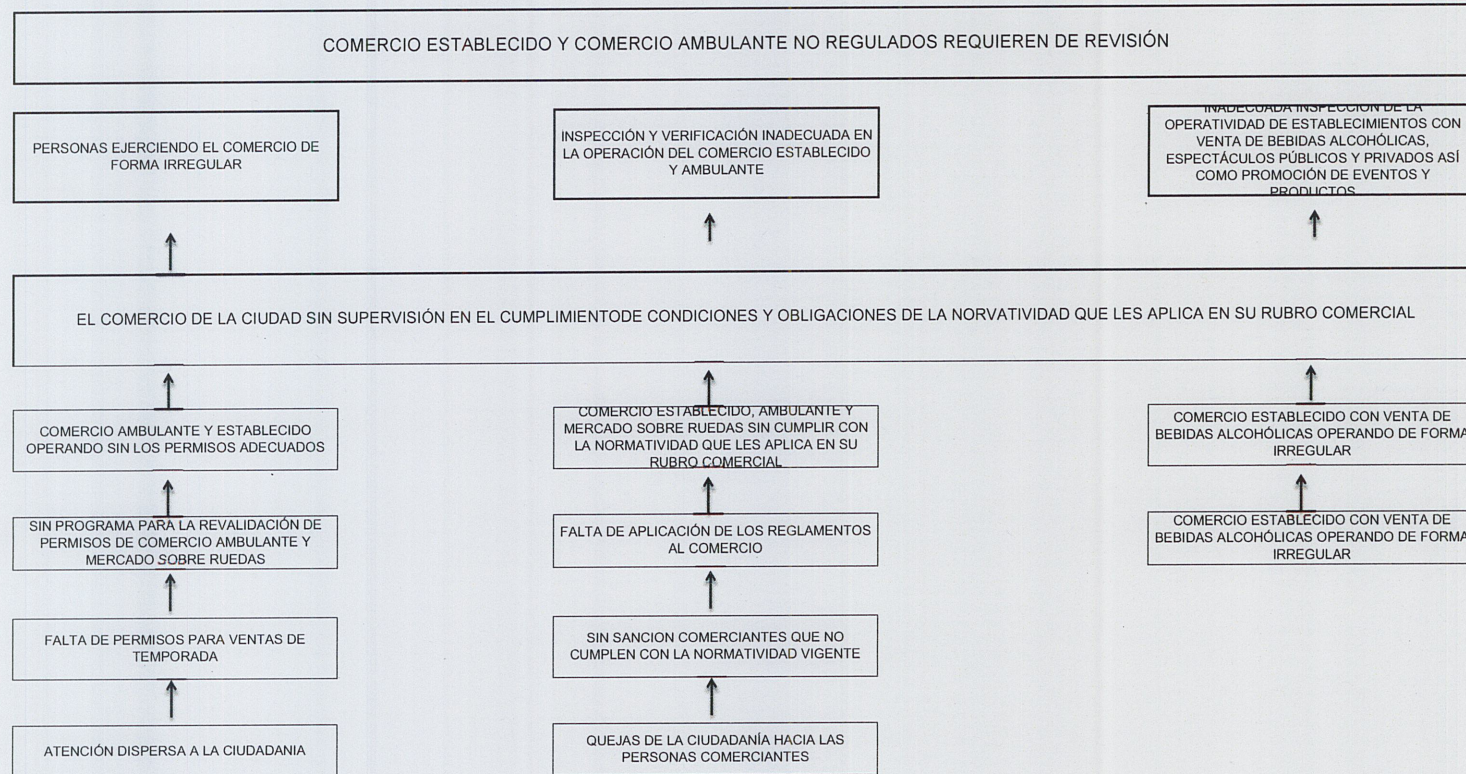 COMERCIO ESTABLECIDO Y COMERCIO AMBULANTE NO REGULADOS REQUIEREN DE REVISIÓN
PERSONAS EJERCIENDO EL COMERCIO DE
FORMA IRREGULAR
INSPECCIÓN Y VERIFICACIÓN INADECUADA EN
LA OPERACIÓN DEL COMERCIO ESTABLECIDO
Y AMBULANTE
INADECUADA INSPECCIÓN DE LA
OPERATIVIDAD DE ESTABLECIMIENTOS CON
VENTA DE BEBIDAS ALCOHÓLICAS,
ESPECTÁCULOS PÚBLICOS Y PRIVADOS ASÍ
COMO PROMOCIÓN DE EVENTOS Y
PRODUCTOS
EL COMERCIO DE LA CIUDAD SIN SUPERVISIÓN EN EL CUMPLIMIENTODE CONDICIONES Y OBLIGACIONES DE LA NORVATIVIDAD QUE LES APLICA EN SU RUBRO COMERCIAL
COMERCIO AMBULANTE Y ESTABLECIDO
OPERANDO SIN LOS PERMISOS ADECUADOS
COMERCIO ESTABLECIDO, AMBULANTE Y
MERCADO SOBRE RUEDAS SIN CUMPLIR CON
LA NORMATIVIDAD QUE LES APLICA EN SU
RUBRO COMERCIAL
COMERCIO ESTABLECIDO CON VENTA DE
BEBIDAS ALCOHÓLICAS OPERANDO DE FORMA
IRREGULAR
SIN PROGRAMA PARA LA REVALIDACIÓN DE
PERMISOS DE COMERCIO AMBULANTE Y
MERCADO SOBRE RUEDAS
FALTA DE APLICACIÓN DE LOS REGLAMENTOS
AL COMERCIO
COMERCIO ESTABLECIDO CON VENTA DE
BEBIDAS ALCOHÓLICAS OPERANDO DE FORMA
IRREGULAR
FALTA DE PERMISOS PARA VENTAS DE
TEMPORADA
SIN SANCION COMERCIANTES QUE NO
CUMPLEN CON LA NORMATIVIDAD VIGENTE
ATENCIÓN DISPERSA A LA CIUDADANIA
QUEJAS DE LA CIUDADANÍA HACIA LAS
PERSONAS COMERCIANTES